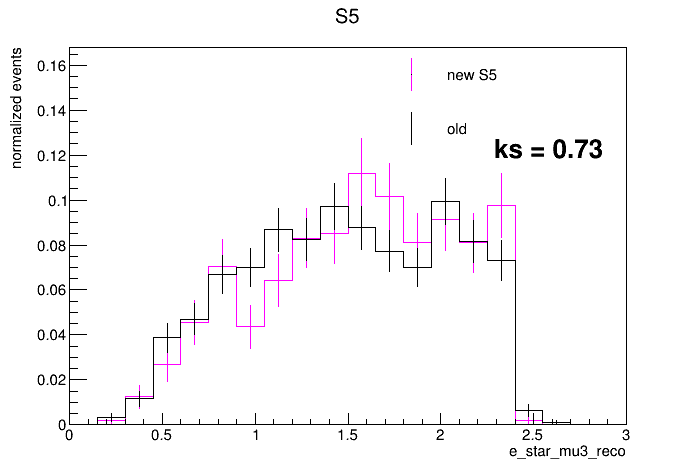 S5
normalized events
0.16
0.14
0.12
0.1
0.08
0.06
0.04
0.02
0
new S5
old
ks = 0.73
0 0.5 1 1.5 2 2.5 3
e_star_mu3_reco